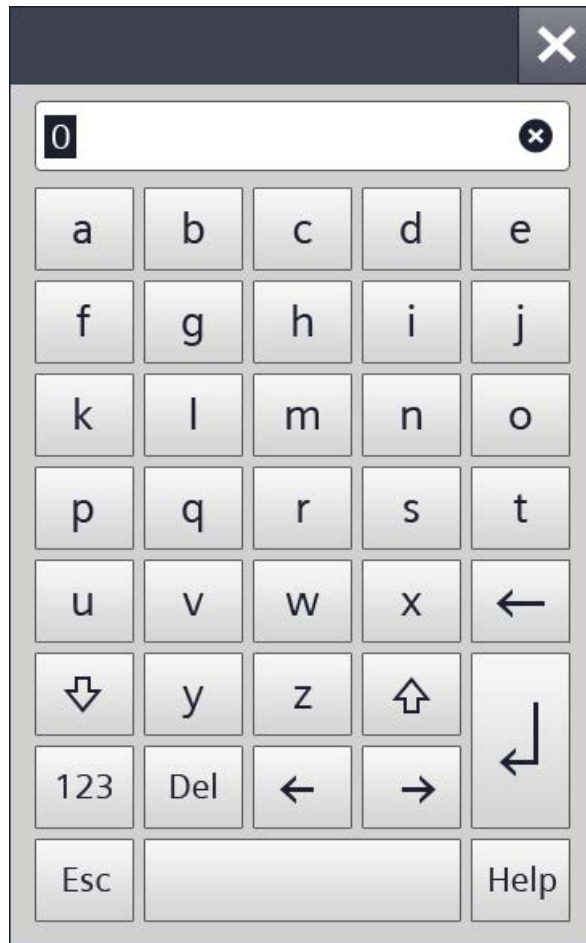 0
a b c d e
f g h i j
k l m n o
p q r s t
u v w x ←
⇩ y z ⇧
123 Del ← → ↵
Esc Help